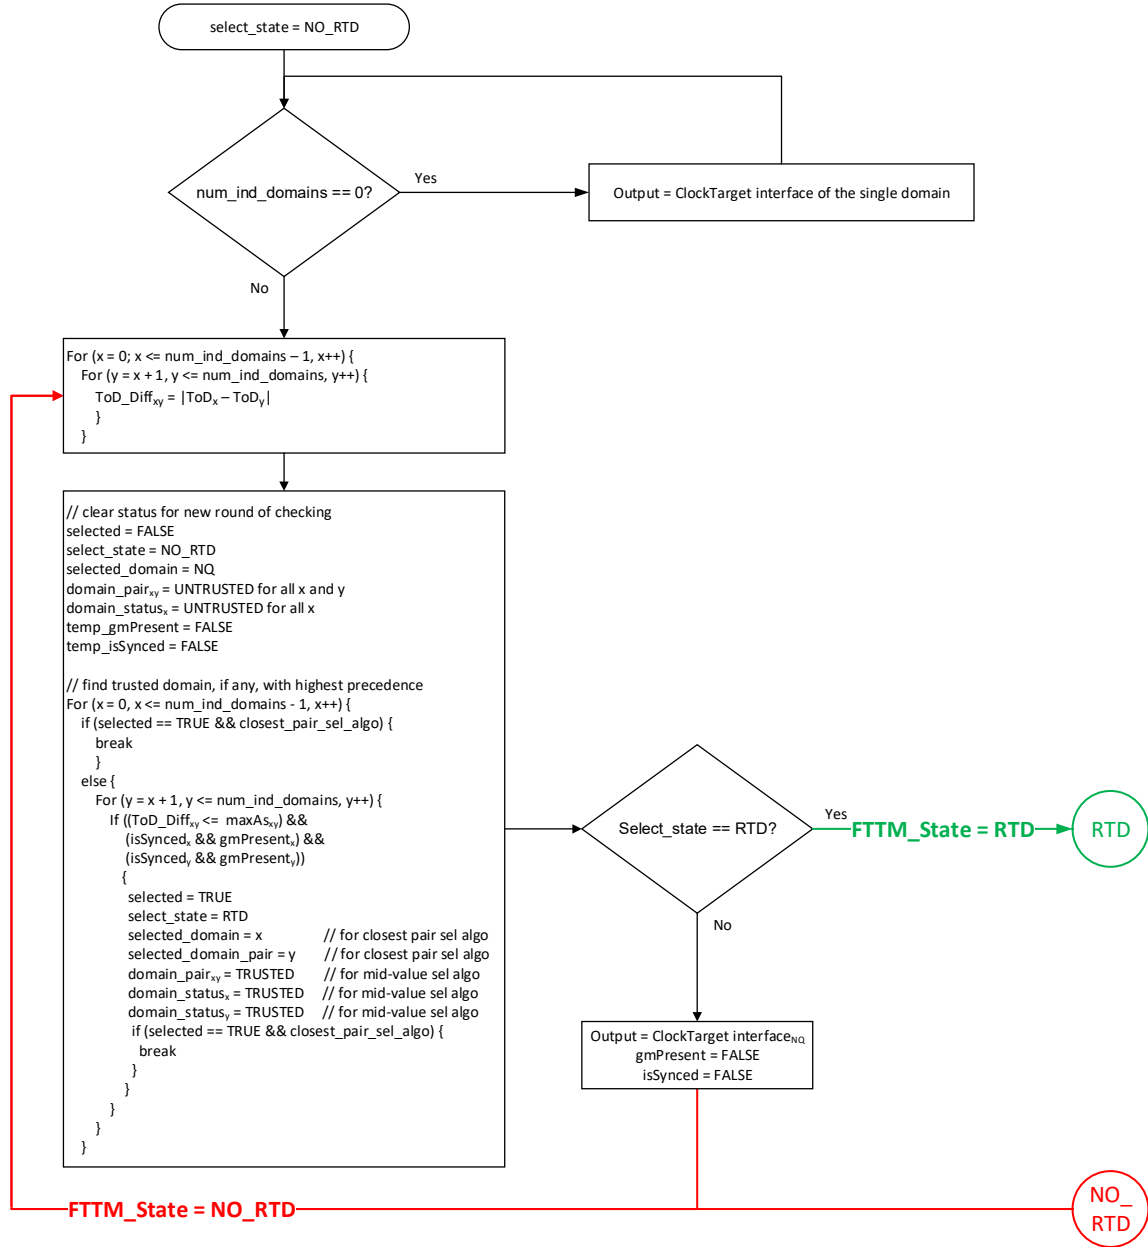 select_state = NO_RTD
num_ind_domains == 0?
Yes
Output = ClockTarget interface of the single domain
No
For (x = 0; x <= num_ind_domains – 1, x++) {
For (y = x + 1, y <= num_ind_domains, y++) {
ToD_Diffxy = |ToDx – ToDy|
}
}
// clear status for new round of checking
selected = FALSE
select_state = NO_RTD
selected_domain = NQ
domain_pairxy = UNTRUSTED for all x and y
domain_statusx = UNTRUSTED for all x
temp_gmPresent = FALSE
temp_isSynced = FALSE
// find trusted domain, if any, with highest precedence
For (x = 0, x <= num_ind_domains - 1, x++) {
if (selected == TRUE && closest_pair_sel_algo) {
break
}
else {
For (y = x + 1, y <= num_ind_domains, y++) {
If ((ToD_Diffxy <= maxAsxy) &&
(isSyncedx && gmPresentx) &&
(isSyncedy && gmPresenty))
{
selected = TRUE
select_state = RTD
selected_domain = x // for closest pair sel algo
selected_domain_pair = y // for closest pair sel algo
domain_pairxy = TRUSTED // for mid-value sel algo
domain_statusx = TRUSTED // for mid-value sel algo
domain_statusy = TRUSTED // for mid-value sel algo
if (selected == TRUE && closest_pair_sel_algo) {
break
}
}
}
}
}
Select_state == RTD?
Yes
FTTM_State = RTD
RTD
No
Output = ClockTarget interfaceNQ
gmPresent = FALSE
isSynced = FALSE
FTTM_State = NO_RTD
NO_
RTD